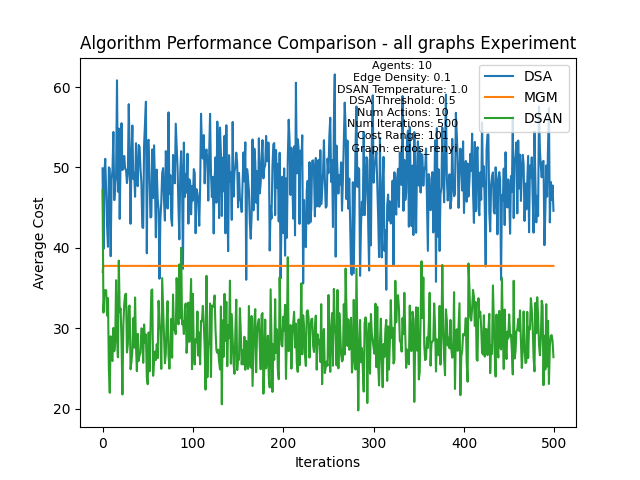 Algorithm Performance Comparison - all graphs Experiment
Agents: 10
Edge Density: 0.1
DSAN Temperature: 1.0
DSA Threshold: 0.5
Num Actions: 10
Num Iterations: 500
Cost Range: 101
Graph: erdos_renyi
DSA
MGM
DSAN
Average Cost
60
50
40
30
20
0
100
200
300
400
500
Iterations